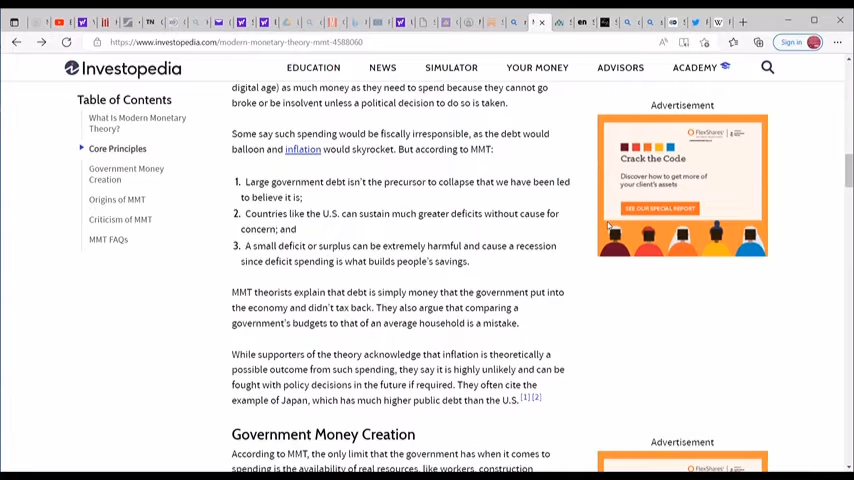 TN
en
W
https://www.investopedia.com/modern-monetary-theory-mmt-4588060
Sign in
Investopedia
EDUCATION
NEWS
SIMULATOR
YOUR MONEY
ADVISORS
ACADEMY
Table of Contents
What Is Modern Monetary
Theory?
Core Principles
Government Money
Creation
Origins of MMT
Criticism of MMT
MMT FAQs
digital age) as much money as they need to spend because they cannot go
broke or be insolvent unless a political decision to do so is taken.
Some say such spending would be fiscally irresponsible, as the debt would
balloon and inflation would skyrocket. But according to MMT:
1. Large government debt isn't the precursor to collapse that we have been led
to believe it is;
2. Countries like the U.S. can sustain much greater deficits without cause for
concern; and
3. A small deficit or surplus can be extremely harmful and cause a recession
since deficit spending is what builds people's savings.
MMT theorists explain that debt is simply money that the government put into
the economy and didn't tax back. They also argue that comparing a
government's budgets to that of an average household is a mistake.
While supporters of the theory acknowledge that inflation is theoretically a
possible outcome from such spending, they say it is highly unlikely and can be
fought with policy decisions in the future if required. They often cite the
example of Japan, which has much higher public debt than the U.S. [1] [2]
Government Money Creation
According to MMT, the only limit that the government has when it comes to
spending is the availability of real resources, like workers, construction
Advertisement
FlexShares
Crack the Code
Discover how to get more of
your client's assets
SEE OUR SPECIAL REPORT
Advertisement
FlexShares